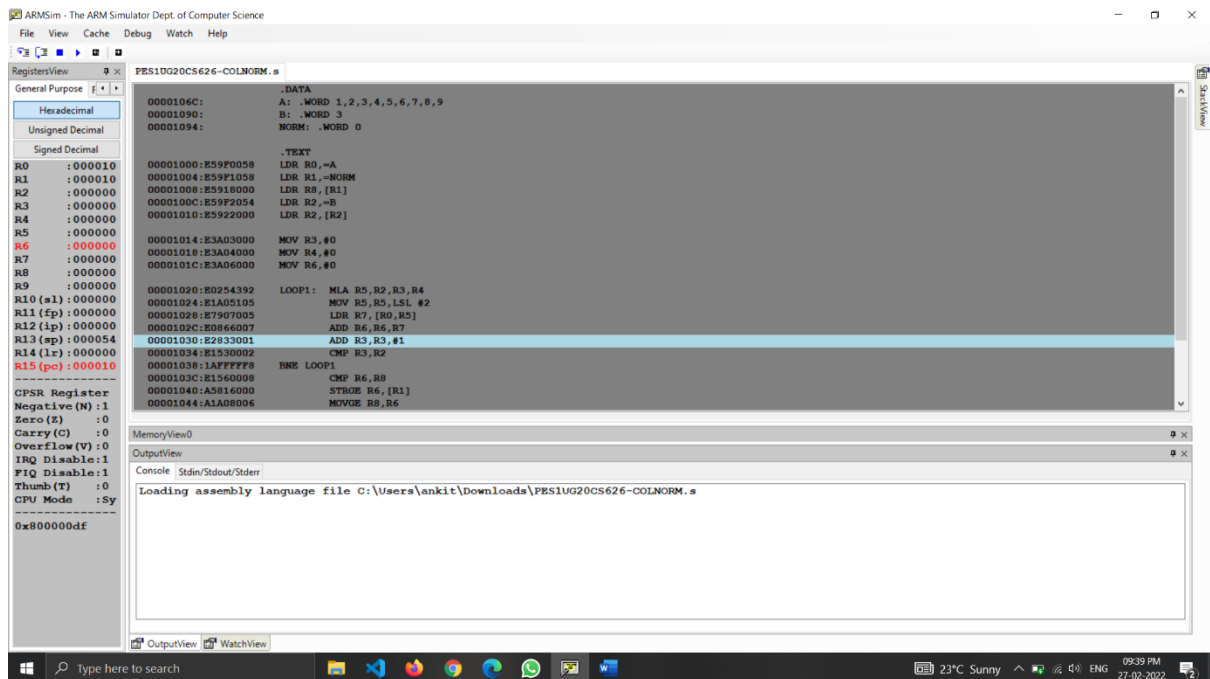 ARMSim - The ARM Simulator Dept. of Computer Science
File View Cache Debug Watch Help
RegistersView
General Purpose
Hexadecimal
Unsigned Decimal
Signed Decimal
R0 :000010
R1 :000010
R2 :000000
R3 :000000
R4 :000000
R5 :000000
R6 :000000
R7 :000000
R8 :000000
R9 :000000
R10(sl):000000
R11(fp):000000
R12(ip):000000
R13(sp):000054
R14(lr):000000
R15(pc):000010
--------------
CPSR Register
Negative(N):1
Zero(Z) :0
Carry(C) :0
Overflow(V):0
IRQ Disable:1
FIQ Disable:1
Thumb(T) :0
CPU Mode :Sy
--------------
0x800000df
PES1UG20CS626-COLNORM.s
.DATA
0000106C: A: .WORD 1,2,3,4,5,6,7,8,9
00001090: B: .WORD 3
00001094: NORM: .WORD 0
.TEXT
00001000:E59F0058 LDR R0,=A
00001004:E59F1058 LDR R1,=NORM
00001008:E5918000 LDR R8,[R1]
0000100C:E59F2054 LDR R2,=B
00001010:E5922000 LDR R2,[R2]
00001014:E3A03000 MOV R3,#0
00001018:E3A04000 MOV R4,#0
0000101C:E3A06000 MOV R6,#0
00001020:E0254392 LOOP1: MLA R5,R2,R3,R4
00001024:E1A05105 MOV R5,R5,LSL #2
00001028:E7907005 LDR R7,[R0,R5]
0000102C:E0866007 ADD R6,R6,R7
00001030:E2833001 ADD R3,R3,#1
00001034:E1530002 CMP R3,R2
00001038:1AFFFFF8 BNE LOOP1
0000103C:E1560008 CMP R6,R8
00001040:A5816000 STRGE R6,[R1]
00001044:A1A08006 MOVGE R8,R6
StackView
MemoryView0
OutputView
Console Stdin/Stdout/Stderr
Loading assembly language file C:\Users\ankit\Downloads\PES1UG20CS626-COLNORM.s
OutputView WatchView
Type here to search
23°C Sunny ENG 09:39 PM
27-02-2022